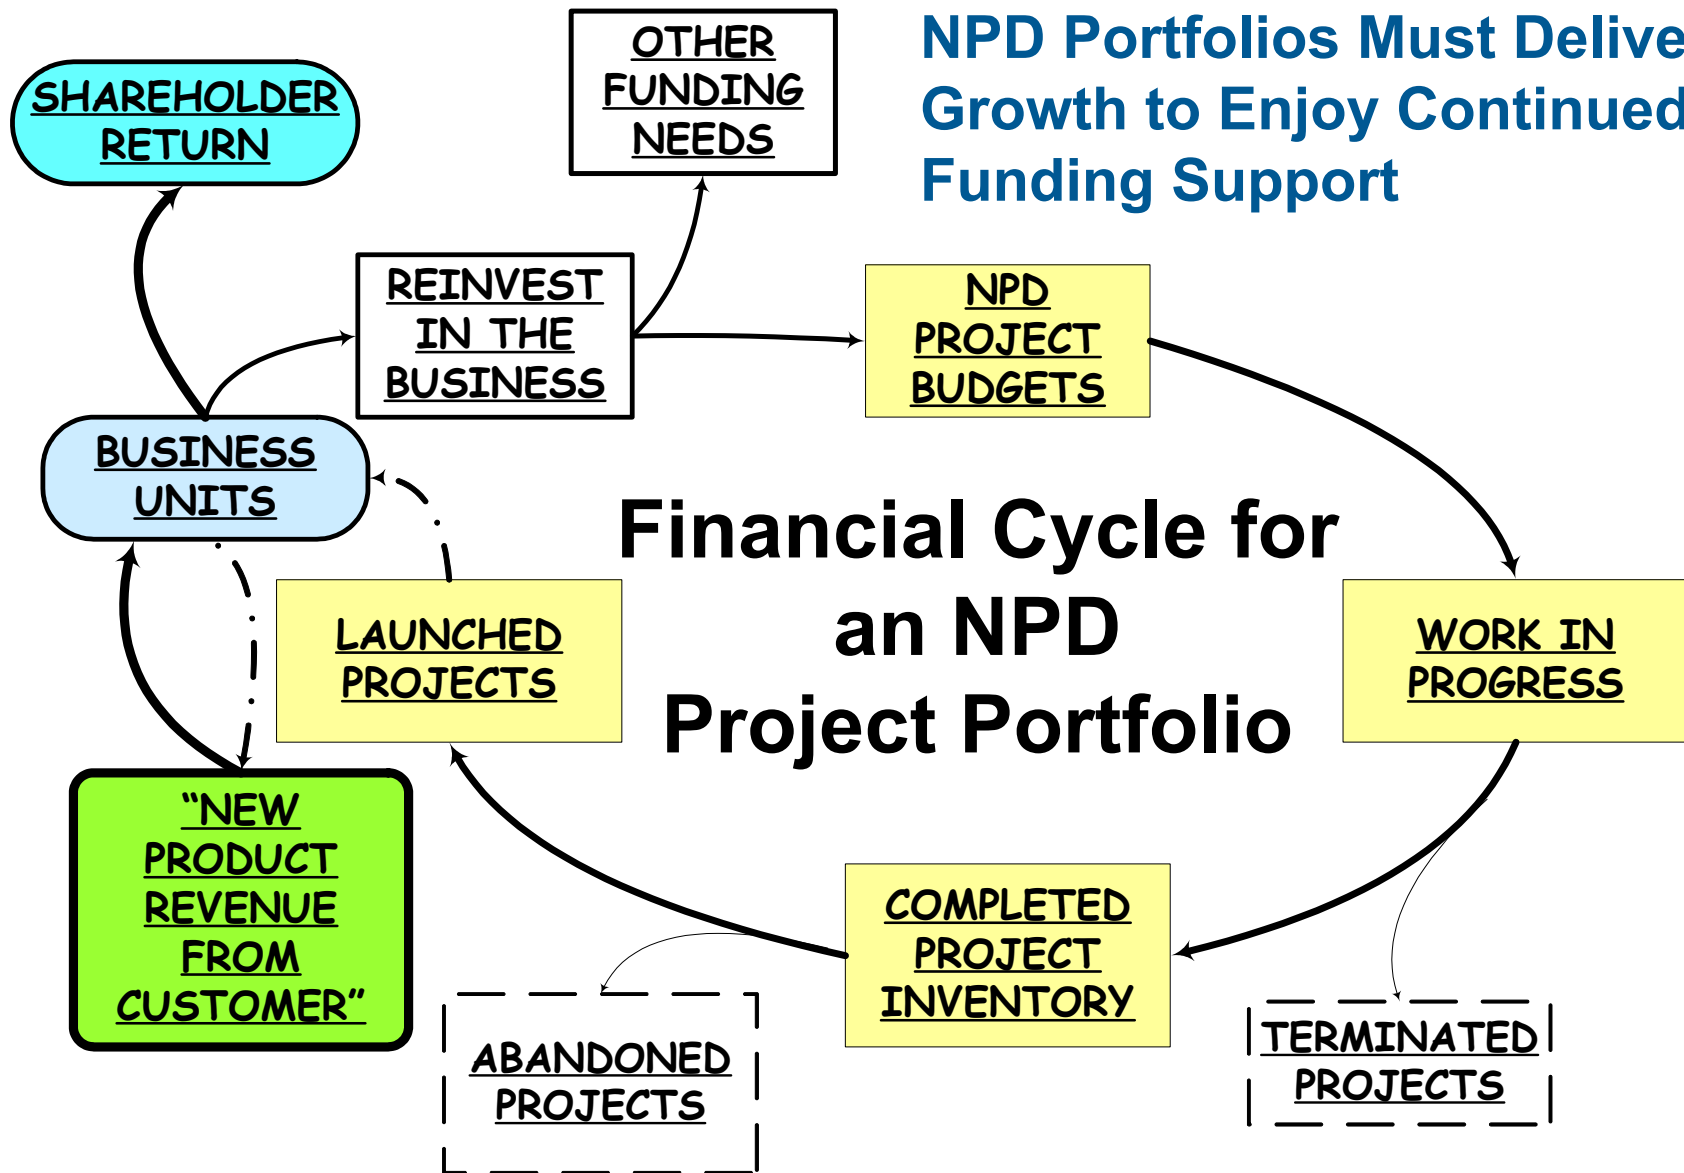 NPD Portfolios Must Delive
Growth to Enjoy Continued
Funding Support
SHAREHOLDER
RETURN
OTHER
FUNDING
NEEDS
REINVEST
IN THE
BUSINESS
NPD
PROJECT
BUDGETS
BUSINESS
UNITS
Financial Cycle for
an NPD
Project Portfolio
LAUNCHED
PROJECTS
WORK IN
PROGRESS
“NEW
PRODUCT
REVENUE
FROM
CUSTOMER”
COMPLETED
PROJECT
INVENTORY
ABANDONED
PROJECTS
TERMINATED
PROJECTS